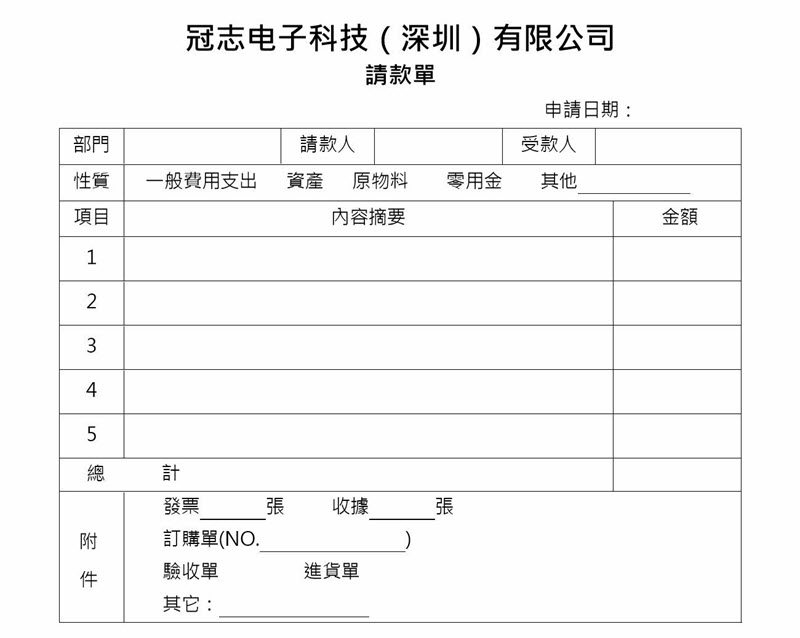 冠志电子科技（深圳）有限公司
請款單
申請日期：
部門 請款人 受款人
性質 一般費用支出 資產 原物料 零用金 其他__________
項目 內容摘要 金額
1
2
3
4
5
總 計
附件
發票______張 收據______張
訂購單(NO.______________)
驗收單 進貨單
其它：______________